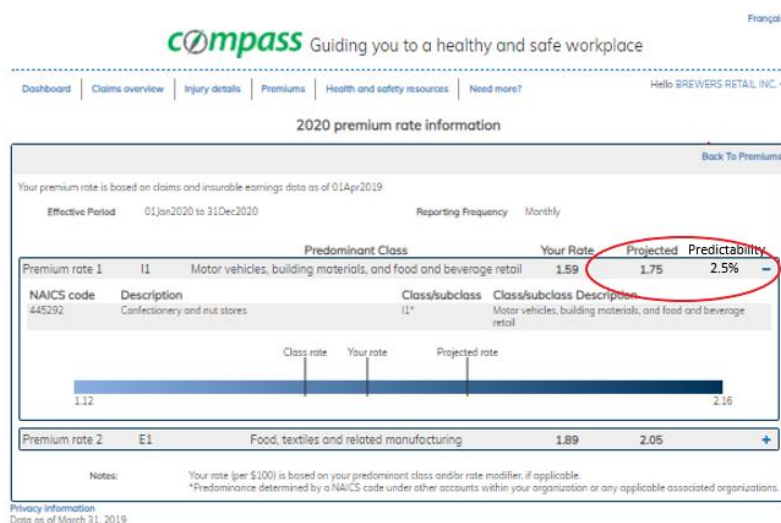 Françai
compass Guiding you to a healthy and safe workplace
Dashboard Claims overview Injury details Premiums Health and safety resources Need more? Hello BREWERS RETAIL INC.
2020 premium rate information
Back To Premiums
Your premium rate is based on claims and insurable earnings data as of 01Apr2019
Effective Period 01Jan2020 to 31Dec2020 Reporting Frequency Monthly
Predominant Class Your Rate Projected Predictability
Premium rate 1 I1 Motor vehicles, building materials, and food and beverage retail 1.59 1.75 2.5% −
NAICS code Description Class/subclass Class/subclass Description
445292 Confectionery and nut stores I1* Motor vehicles, building materials, and food and beverage
retail
Class rate Your rate Projected rate
1.12 2.16
Premium rate 2 E1 Food, textiles and related manufacturing 1.89 2.05 +
Notes: Your rate (per $100) is based on your predominant class and/or rate modifier, if applicable.
*Predominance determined by a NAICS code under other accounts within your organization or any applicable associated organizations.
Privacy information
Data as of March 31, 2019